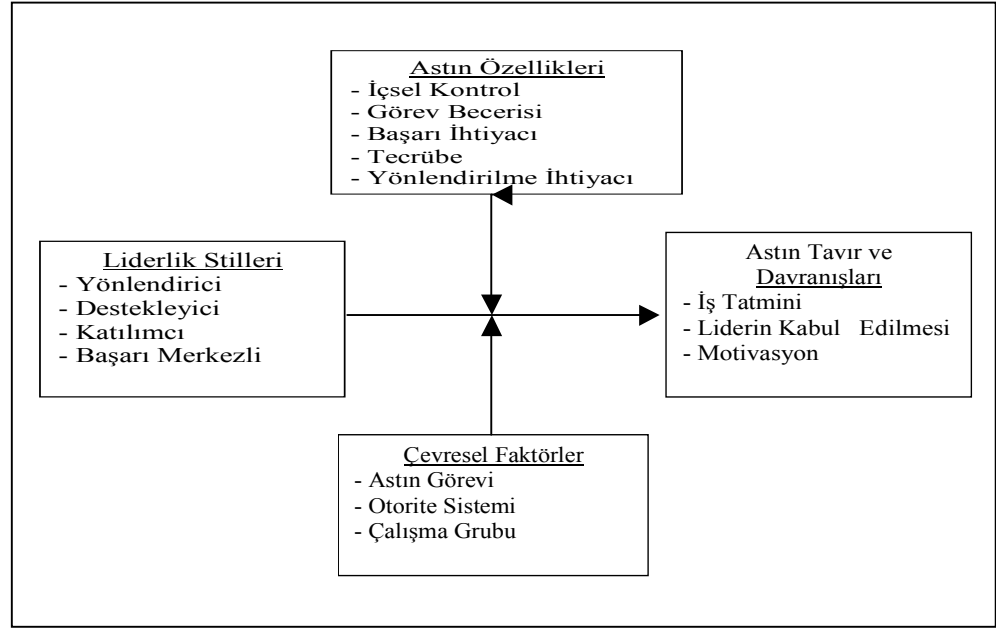 Astın Özellikleri
- İçsel Kontrol
- Görev Becerisi
- Başarı İhtiyacı
- Tecrübe
- Yönlendirilme İhtiyacı
Liderlik Stilleri
- Yönlendirici
- Destekleyici
- Katılımcı
- Başarı Merkezli
Astın Tavır ve
Davranışları
- İş Tatmini
- Liderin Kabul Edilmesi
- Motivasyon
Çevresel Faktörler
- Astın Görevi
- Otorite Sistemi
- Çalışma Grubu